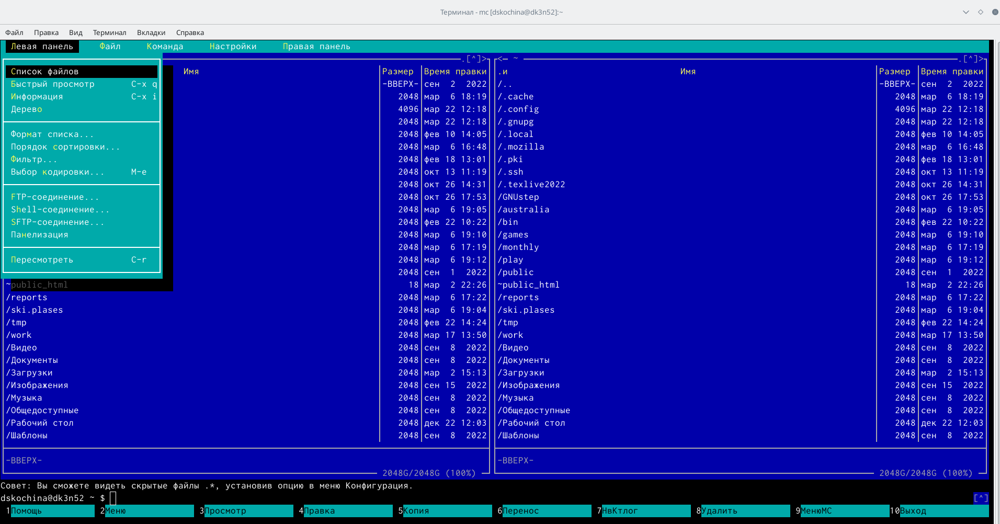 Терминал - mc [dskochina@dk3n52]:~
Файл Правка Вид Терминал Вкладки Справка
Левая панель Файл Команда Настройки Правая панель
.[^]> <- ~ .[^]>
Список файлов Имя Размер Время правки .и Имя Размер Время правки
Быстрый просмотр C-x q -ВВЕРХ- сен 2 2022 /.. -ВВЕРХ- сен 2 2022
Информация C-x i 2048 мар 6 18:19 /.cache 2048 мар 6 18:19
Дерево 4096 мар 22 12:18 /.config 4096 мар 22 12:18
2048 мар 22 12:18 /.gnupg 2048 мар 22 12:18
Формат списка... 2048 фев 10 14:05 /.local 2048 фев 10 14:05
Порядок сортировки... 2048 мар 6 16:48 /.mozilla 2048 мар 6 16:48
Фильтр... 2048 фев 18 13:01 /.pki 2048 фев 18 13:01
Выбор кодировки... M-e 2048 окт 13 11:19 /.ssh 2048 окт 13 11:19
2048 окт 26 14:31 /.texlive2022 2048 окт 26 14:31
FTP-соединение... 2048 окт 26 17:53 /GNUstep 2048 окт 26 17:53
Shell-соединение... 2048 мар 6 19:05 /australia 2048 мар 6 19:05
SFTP-соединение... 2048 фев 22 10:22 /bin 2048 фев 22 10:22
Панелизация 2048 мар 6 19:10 /games 2048 мар 6 19:10
2048 мар 6 17:19 /monthly 2048 мар 6 17:19
Пересмотреть C-r 2048 мар 6 19:12 /play 2048 мар 6 19:12
2048 сен 1 2022 /public 2048 сен 1 2022
~public_html 18 мар 2 22:26 ~public_html 18 мар 2 22:26
/reports 2048 мар 6 17:22 /reports 2048 мар 6 17:22
/ski.plases 2048 мар 6 19:04 /ski.plases 2048 мар 6 19:04
/tmp 2048 фев 22 14:24 /tmp 2048 фев 22 14:24
/work 2048 мар 17 13:50 /work 2048 мар 17 13:50
/Видео 2048 сен 8 2022 /Видео 2048 сен 8 2022
/Документы 2048 сен 8 2022 /Документы 2048 сен 8 2022
/Загрузки 2048 мар 2 15:13 /Загрузки 2048 мар 2 15:13
/Изображения 2048 сен 15 2022 /Изображения 2048 сен 15 2022
/Музыка 2048 сен 8 2022 /Музыка 2048 сен 8 2022
/Общедоступные 2048 сен 8 2022 /Общедоступные 2048 сен 8 2022
/Рабочий стол 2048 дек 22 12:03 /Рабочий стол 2048 дек 22 12:03
/Шаблоны 2048 сен 8 2022 /Шаблоны 2048 сен 8 2022
-ВВЕРХ- -ВВЕРХ-
2048G/2048G (100%) 2048G/2048G (100%)
Совет: Вы сможете видеть скрытые файлы .*, установив опцию в меню Конфигурация.
dskochina@dk3n52 ~ $ [^]
1Помощь 2Меню 3Просмотр 4Правка 5Копия 6Перенос 7НвКтлог 8Удалить 9МенюМС 10Выход